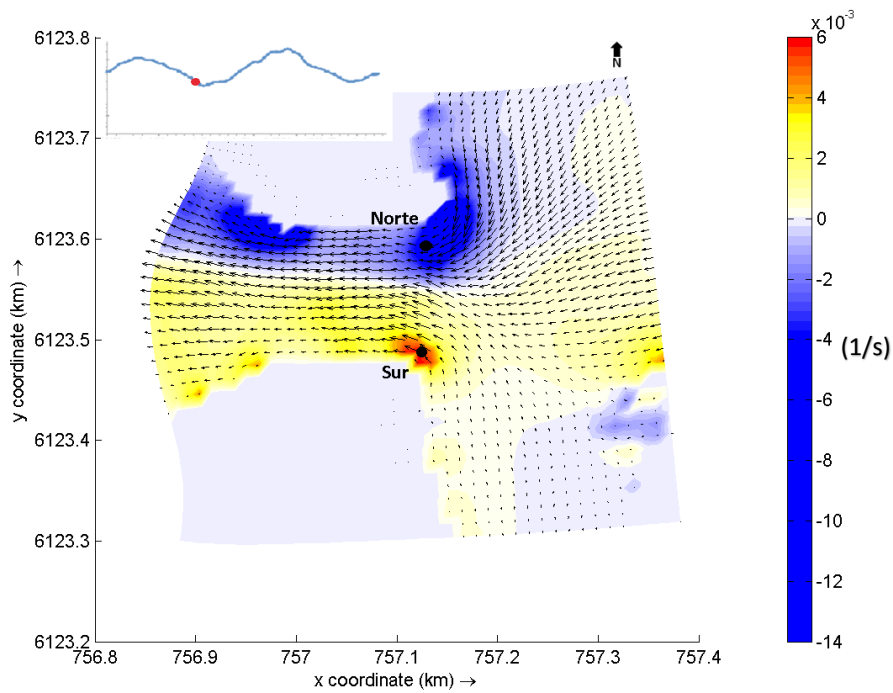 x 10⁻³
6123.8
6123.7
6123.6
6123.5
6123.4
6123.3
6123.2
y coordinate (km) →
N
Norte
Sur
756.8 756.9 757 757.1 757.2 757.3 757.4
x coordinate (km) →
6
4
2
0
-2
-4
-6
-8
-10
-12
-14
(1/s)